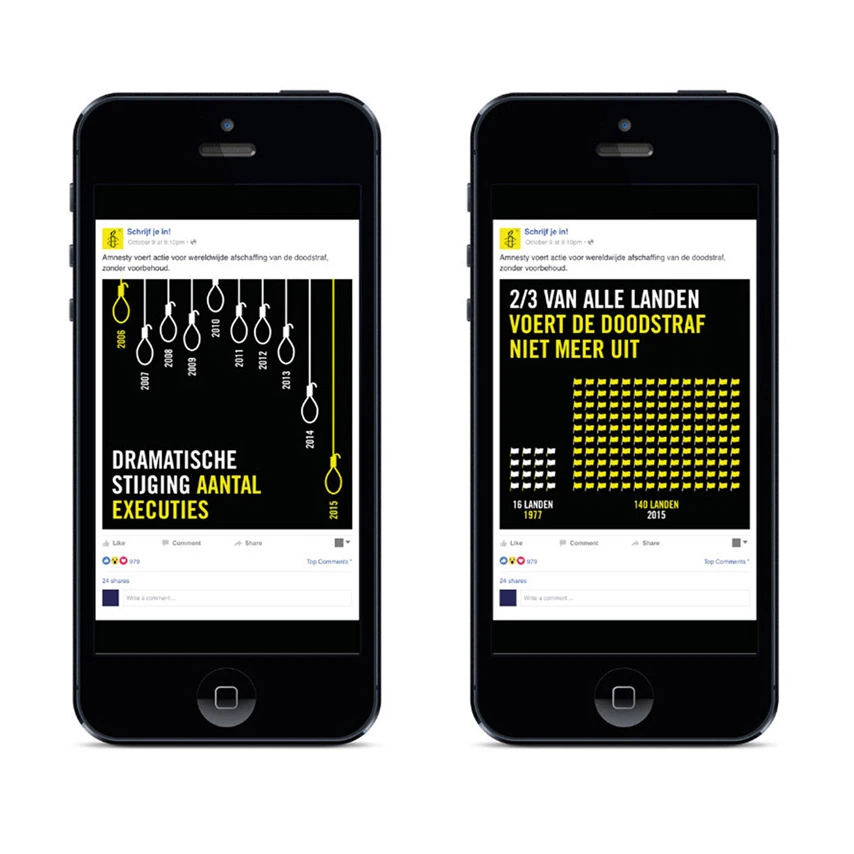 Schrijf je in!
October 9 at 9:10pm
Amnesty voert actie voor wereldwijde afschaffing van de doodstraf,
zonder voorbehoud.
2006
2007
2008
2009
2010
2011
2012
2013
2014
2015
DRAMATISCHE
STIJGING AANTAL
EXECUTIES
Like Comment Share
979 Top Comments
24 shares
Write a comment ...
Schrijf je in!
October 9 at 9:10pm
Amnesty voert actie voor wereldwijde afschaffing van de doodstraf,
zonder voorbehoud.
2/3 VAN ALLE LANDEN
VOERT DE DOODSTRAF
NIET MEER UIT
16 LANDEN 140 LANDEN
1977 2015
Like Comment Share
979 Top Comments
24 shares
Write a comment ...